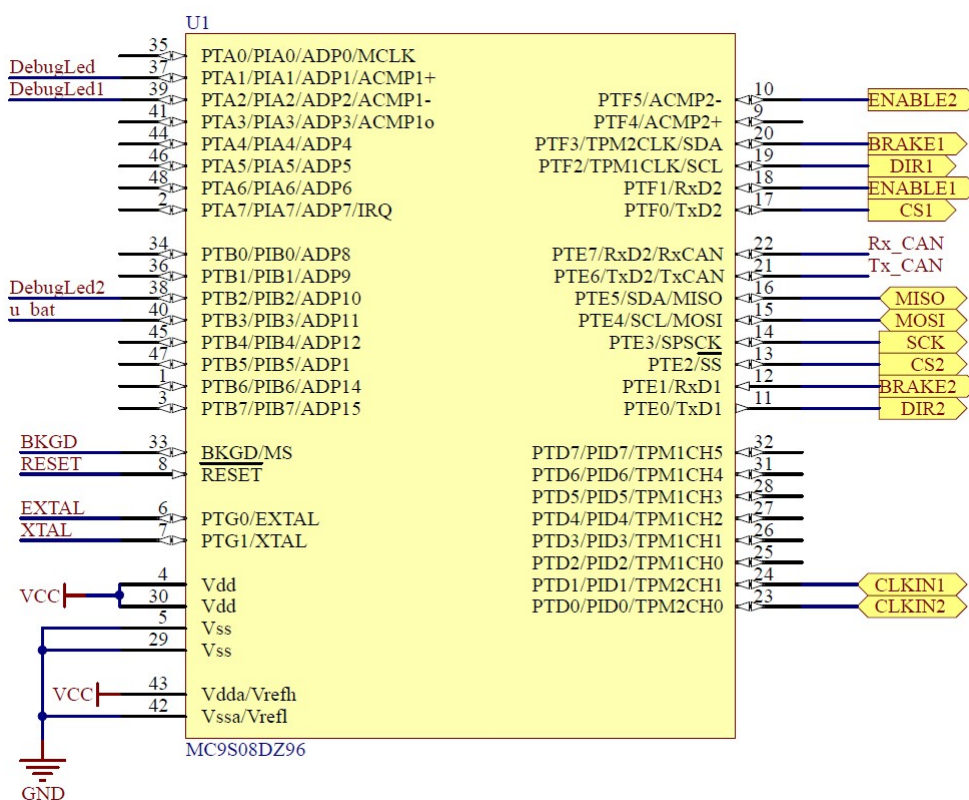 U1
35 PTA0/PIA0/ADP0/MCLK
DebugLed 37 PTA1/PIA1/ADP1/ACMP1+
DebugLed1 39 PTA2/PIA2/ADP2/ACMP1- PTF5/ACMP2- 10 ENABLE2
41 PTA3/PIA3/ADP3/ACMP1o PTF4/ACMP2+ 9
44 PTA4/PIA4/ADP4 PTF3/TPM2CLK/SDA 20 BRAKE1
46 PTA5/PIA5/ADP5 PTF2/TPM1CLK/SCL 19 DIR1
48 PTA6/PIA6/ADP6 PTF1/RxD2 18 ENABLE1
2 PTA7/PIA7/ADP7/IRQ PTF0/TxD2 17 CS1
34 PTB0/PIB0/ADP8 PTE7/RxD2/RxCAN 22 Rx_CAN
36 PTB1/PIB1/ADP9 PTE6/TxD2/TxCAN 21 Tx_CAN
DebugLed2 38 PTB2/PIB2/ADP10 PTE5/SDA/MISO 16 MISO
u_bat 40 PTB3/PIB3/ADP11 PTE4/SCL/MOSI 15 MOSI
45 PTB4/PIB4/ADP12 PTE3/SPSCK 14 SCK
47 PTB5/PIB5/ADP1 PTE2/SS 13 CS2
1 PTB6/PIB6/ADP14 PTE1/RxD1 12 BRAKE2
3 PTB7/PIB7/ADP15 PTE0/TxD1 11 DIR2
BKGD 33 BKGD/MS PTD7/PID7/TPM1CH5 32
RESET 8 RESET PTD6/PID6/TPM1CH4 31
PTD5/PID5/TPM1CH3 28
EXTAL 6 PTG0/EXTAL PTD4/PID4/TPM1CH2 27
XTAL 7 PTG1/XTAL PTD3/PID3/TPM1CH1 26
PTD2/PID2/TPM1CH0 25
VCC 4 Vdd PTD1/PID1/TPM2CH1 24 CLKIN1
30 Vdd PTD0/PID0/TPM2CH0 23 CLKIN2
5 Vss
29 Vss
VCC 43 Vdda/Vrefh
42 Vssa/Vrefl
MC9S08DZ96
GND